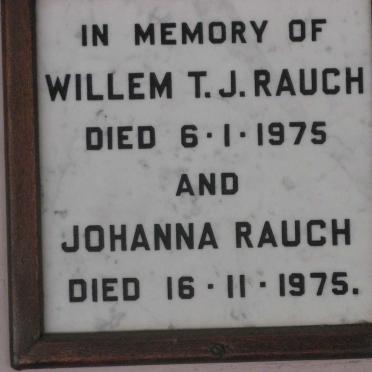 IN MEMORY OF
WILLEM T.J. RAUCH
DIED 6·1·1975
AND
JOHANNA RAUCH
DIED 16·11·1975.